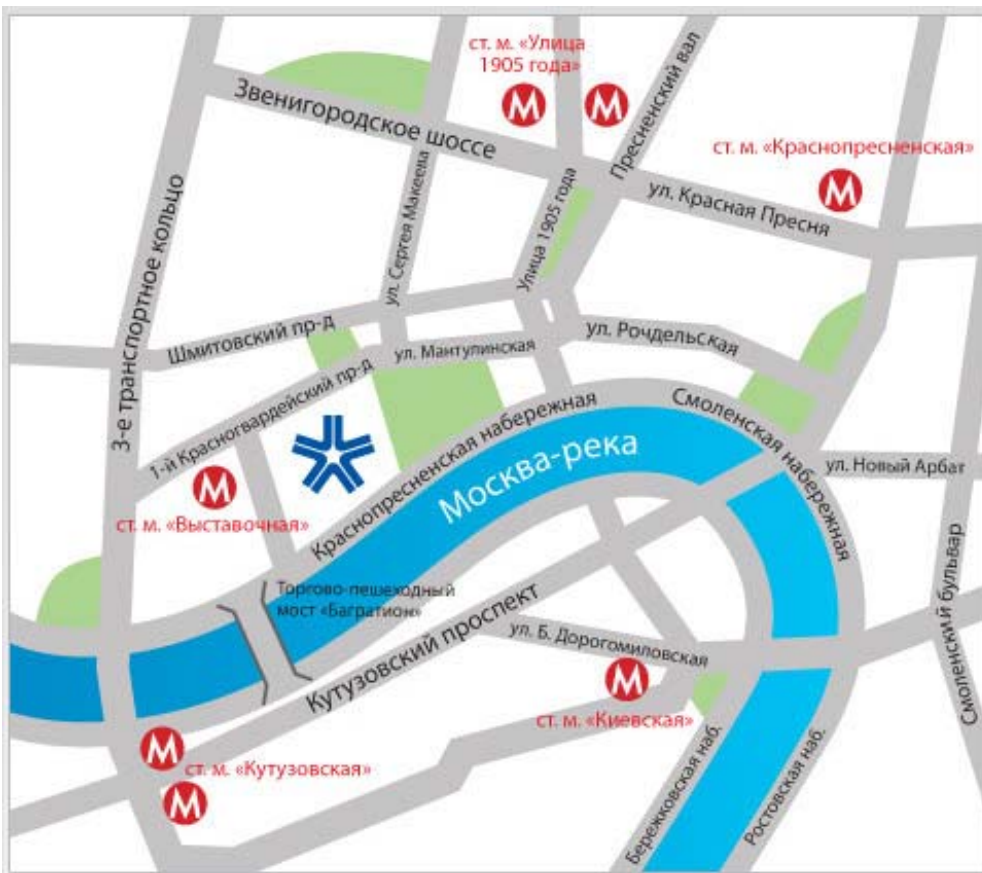 ст. м. «Улица
1905 года»
М
М
Пресненский вал
Звенигородское шоссе
ст. м. «Краснопресненская»
М
ул. Сергея Макеева
Улица 1905 года
ул. Красная Пресня
3-е транспортное кольцо
Шмитовский пр-д
ул. Мантулинская
ул. Рочдельская
1-й Красногвардейский пр-д
Краснопресненская набережная
Смоленская набережная
Москва-река
ул. Новый Арбат
М
ст. м. «Выставочная»
Торгово-пешеходный
мост «Багратион»
Кутузовский проспект
ул. Б. Дорогомиловская
Смоленский бульвар
М
ст. м. «Киевская»
М
ст. м. «Кутузовская»
М
Бережковская наб.
Ростовская наб.